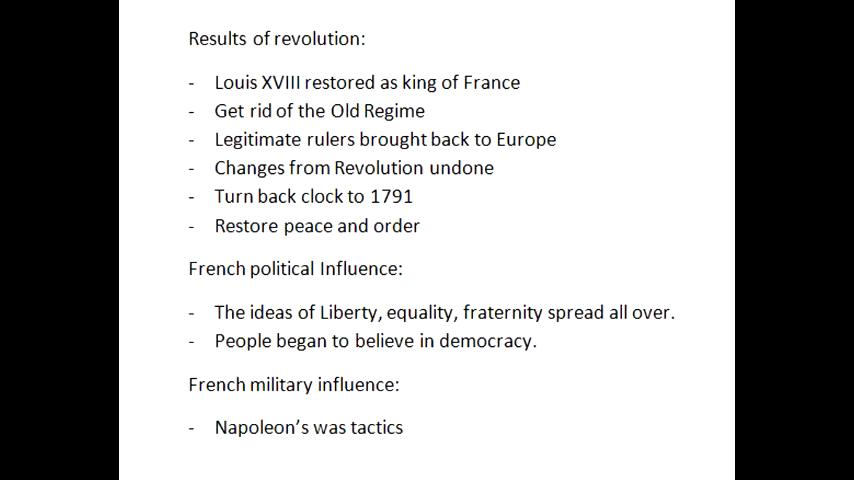 Results of revolution:
- Louis XVIII restored as king of France
- Get rid of the Old Regime
- Legitimate rulers brought back to Europe
- Changes from Revolution undone
- Turn back clock to 1791
- Restore peace and order
French political Influence:
- The ideas of Liberty, equality, fraternity spread all over.
- People began to believe in democracy.
French military influence:
- Napoleon’s was tactics